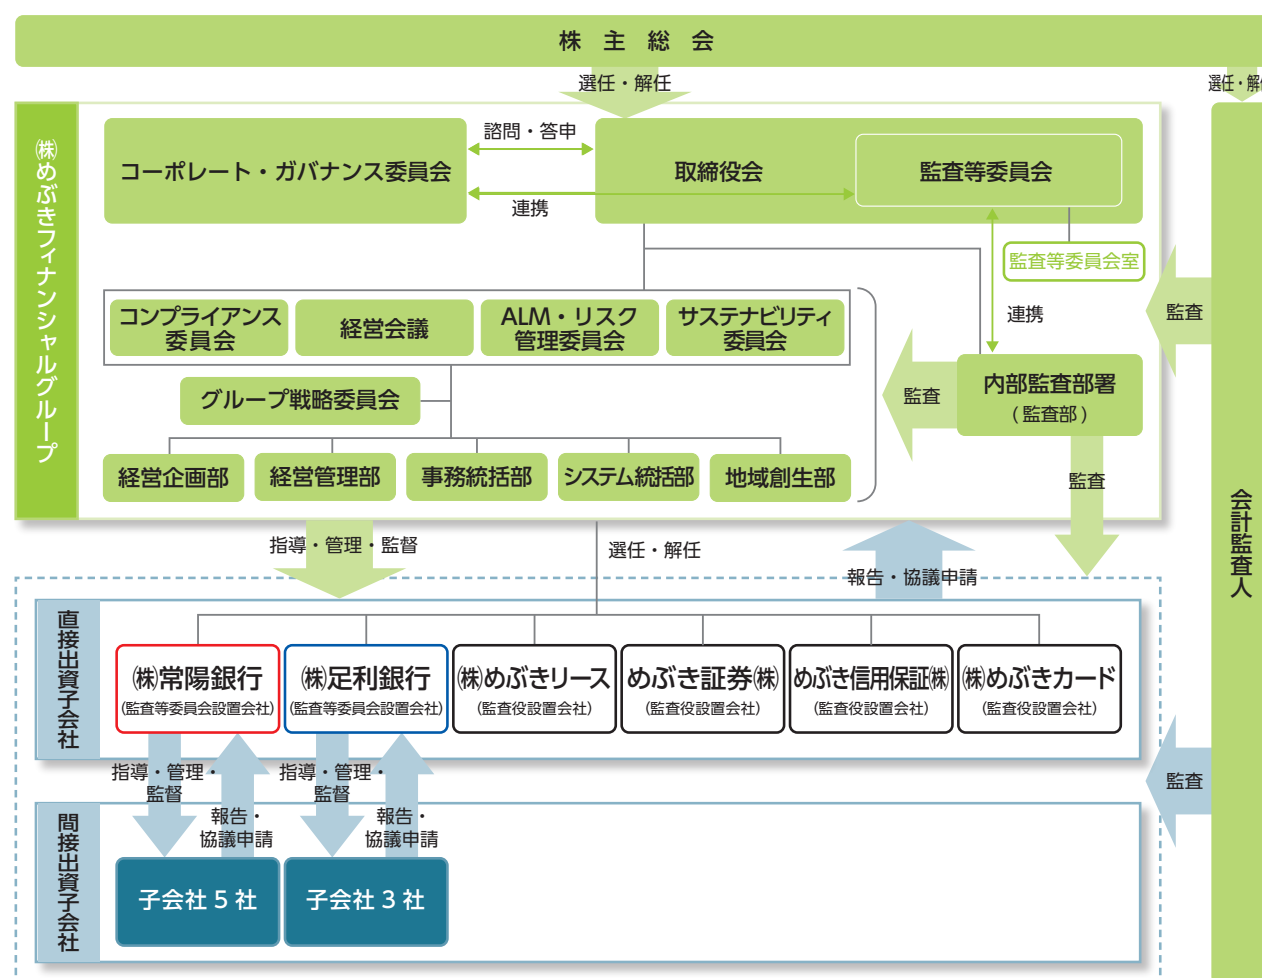 株主総会
選任・解任
選任・解任
㈱めぶきフィナンシャルグループ
コーポレート・ガバナンス委員会
諮問・答申
連携
取締役会
監査等委員会
監査等委員会室
連携
監査
コンプライアンス
委員会
経営会議
ALM・リスク
管理委員会
サステナビリティ
委員会
グループ戦略委員会
監査
内部監査部署
(監査部)
経営企画部
経営管理部
事務統括部
システム統括部
地域創生部
監査
会計監査人
指導・管理・監督
選任・解任
報告・協議申請
直接出資子会社
㈱常陽銀行
(監査等委員会設置会社)
㈱足利銀行
(監査等委員会設置会社)
㈱めぶきリース
(監査役設置会社)
めぶき証券㈱
(監査役設置会社)
めぶき信用保証㈱
(監査役設置会社)
㈱めぶきカード
(監査役設置会社)
指導・管理・
監督
報告・
協議申請
指導・管理・
監督
報告・
協議申請
監査
間接出資子会社
子会社5社
子会社3社